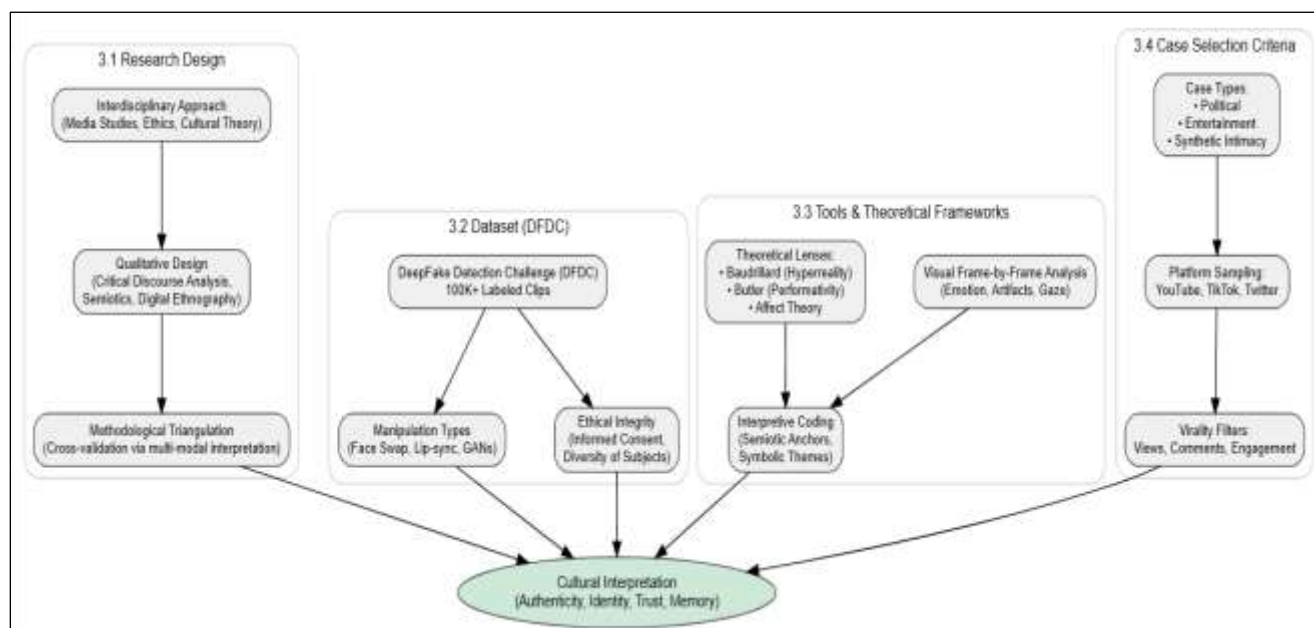 3.1 Research Design
Interdisciplinary Approach
(Media Studies, Ethics, Cultural Theory)
Qualitative Design
(Critical Discourse Analysis,
Semiotics, Digital Ethnography)
Methodological Triangulation
(Cross-validation via multi-modal interpretation)
3.2 Dataset (DFDC)
DeepFake Detection Challenge (DFDC)
100K+ Labeled Clips
Manipulation Types
(Face Swap, Lip-sync, GANs)
Ethical Integrity
(Informed Consent,
Diversity of Subjects)
3.3 Tools & Theoretical Frameworks
Theoretical Lenses:
• Baudrillard (Hyperreality)
• Butler (Performativity)
• Affect Theory
Visual Frame-by-Frame Analysis
(Emotion, Artifacts, Gaze)
Interpretive Coding
(Semiotic Anchors,
Symbolic Themes)
3.4 Case Selection Criteria
Case Types:
• Political
• Entertainment
• Synthetic Intimacy
Platform Sampling:
YouTube, TikTok, Twitter
Virality Filters:
Views, Comments, Engagement
Cultural Interpretation
(Authenticity, Identity, Trust, Memory)